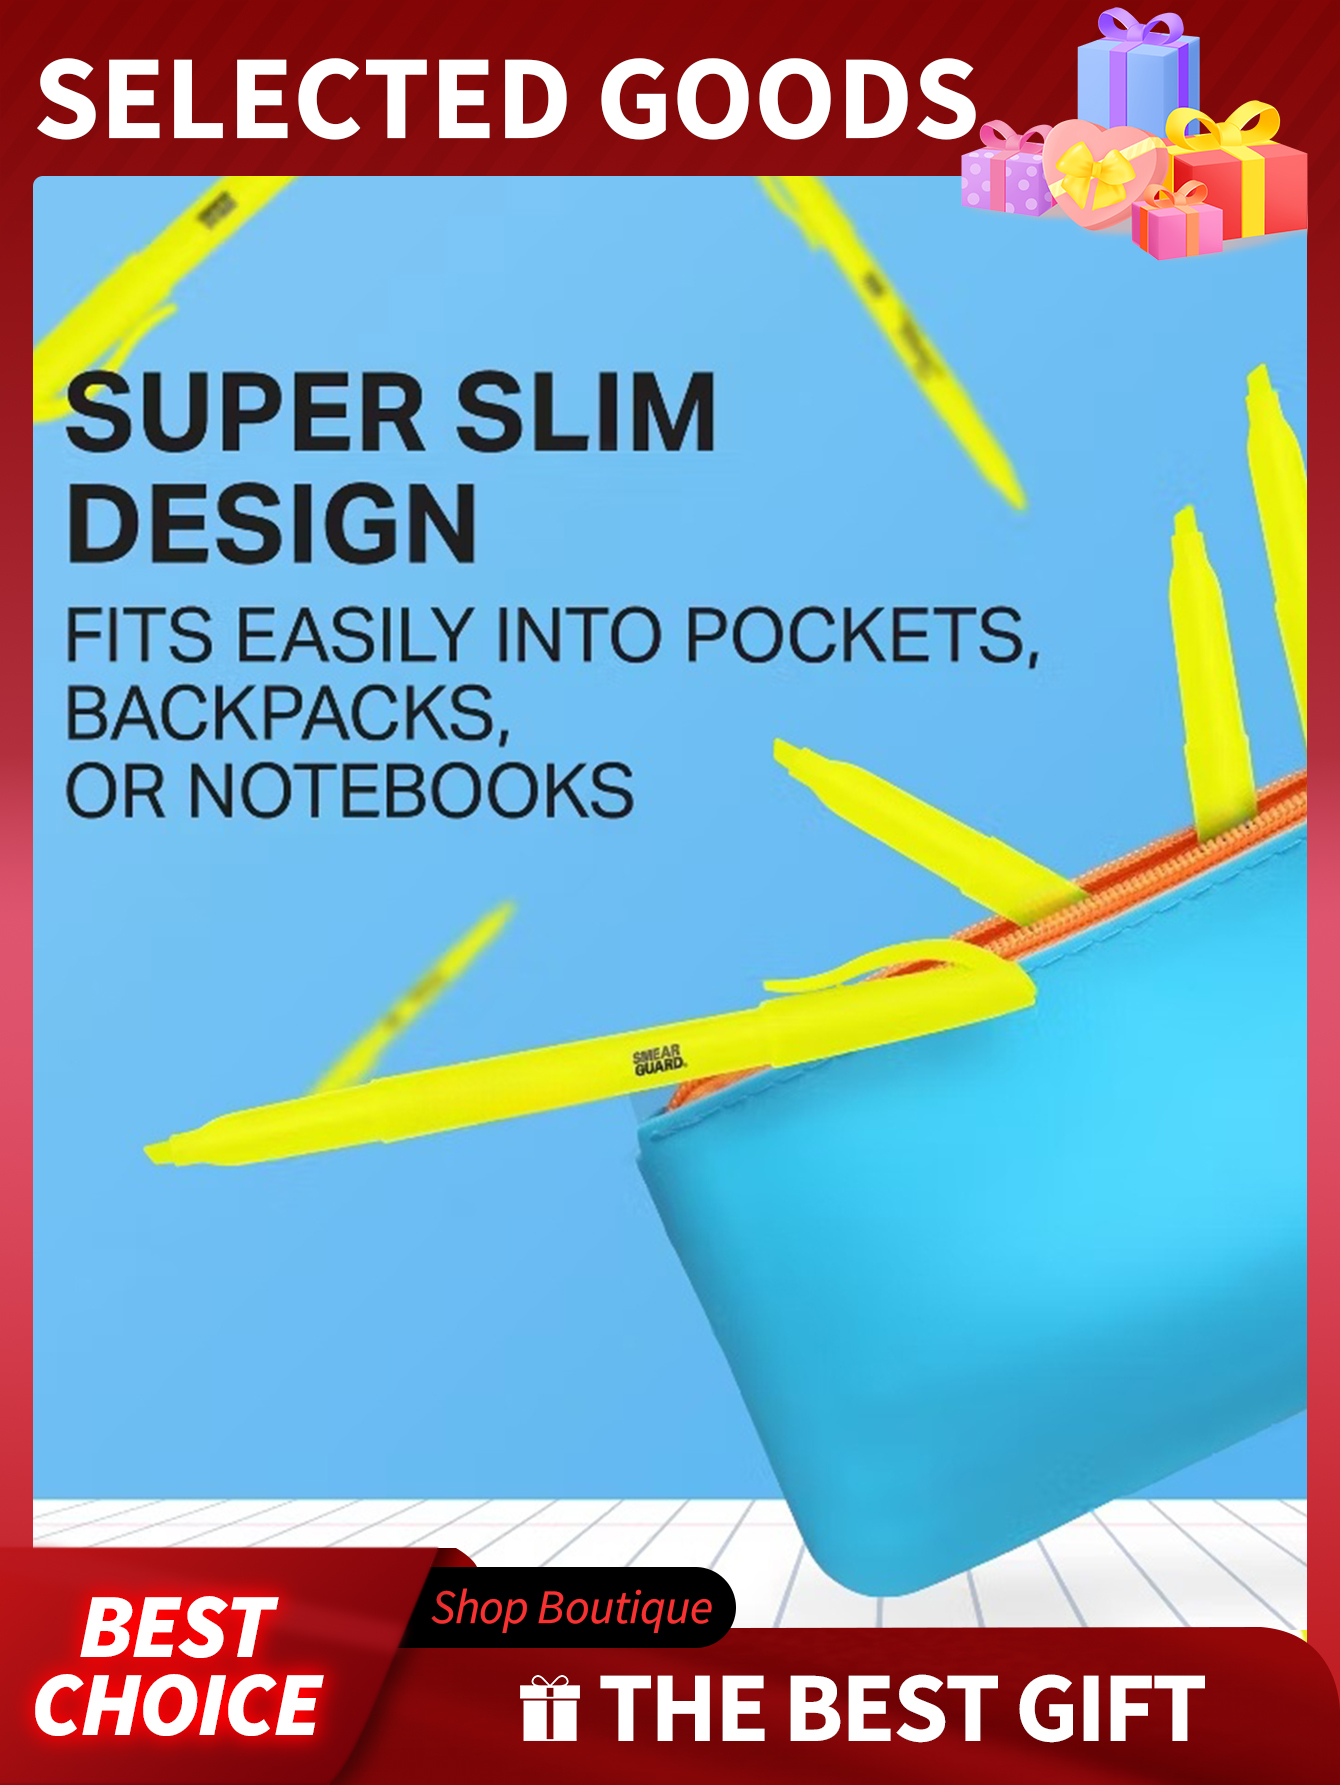 SELECTED GOODS
SUPER SLIM
DESIGN
FITS EASILY INTO POCKETS,
BACKPACKS,
OR NOTEBOOKS
SMEAR
GUARD®
Shop Boutique
BEST
CHOICE
THE BEST GIFT